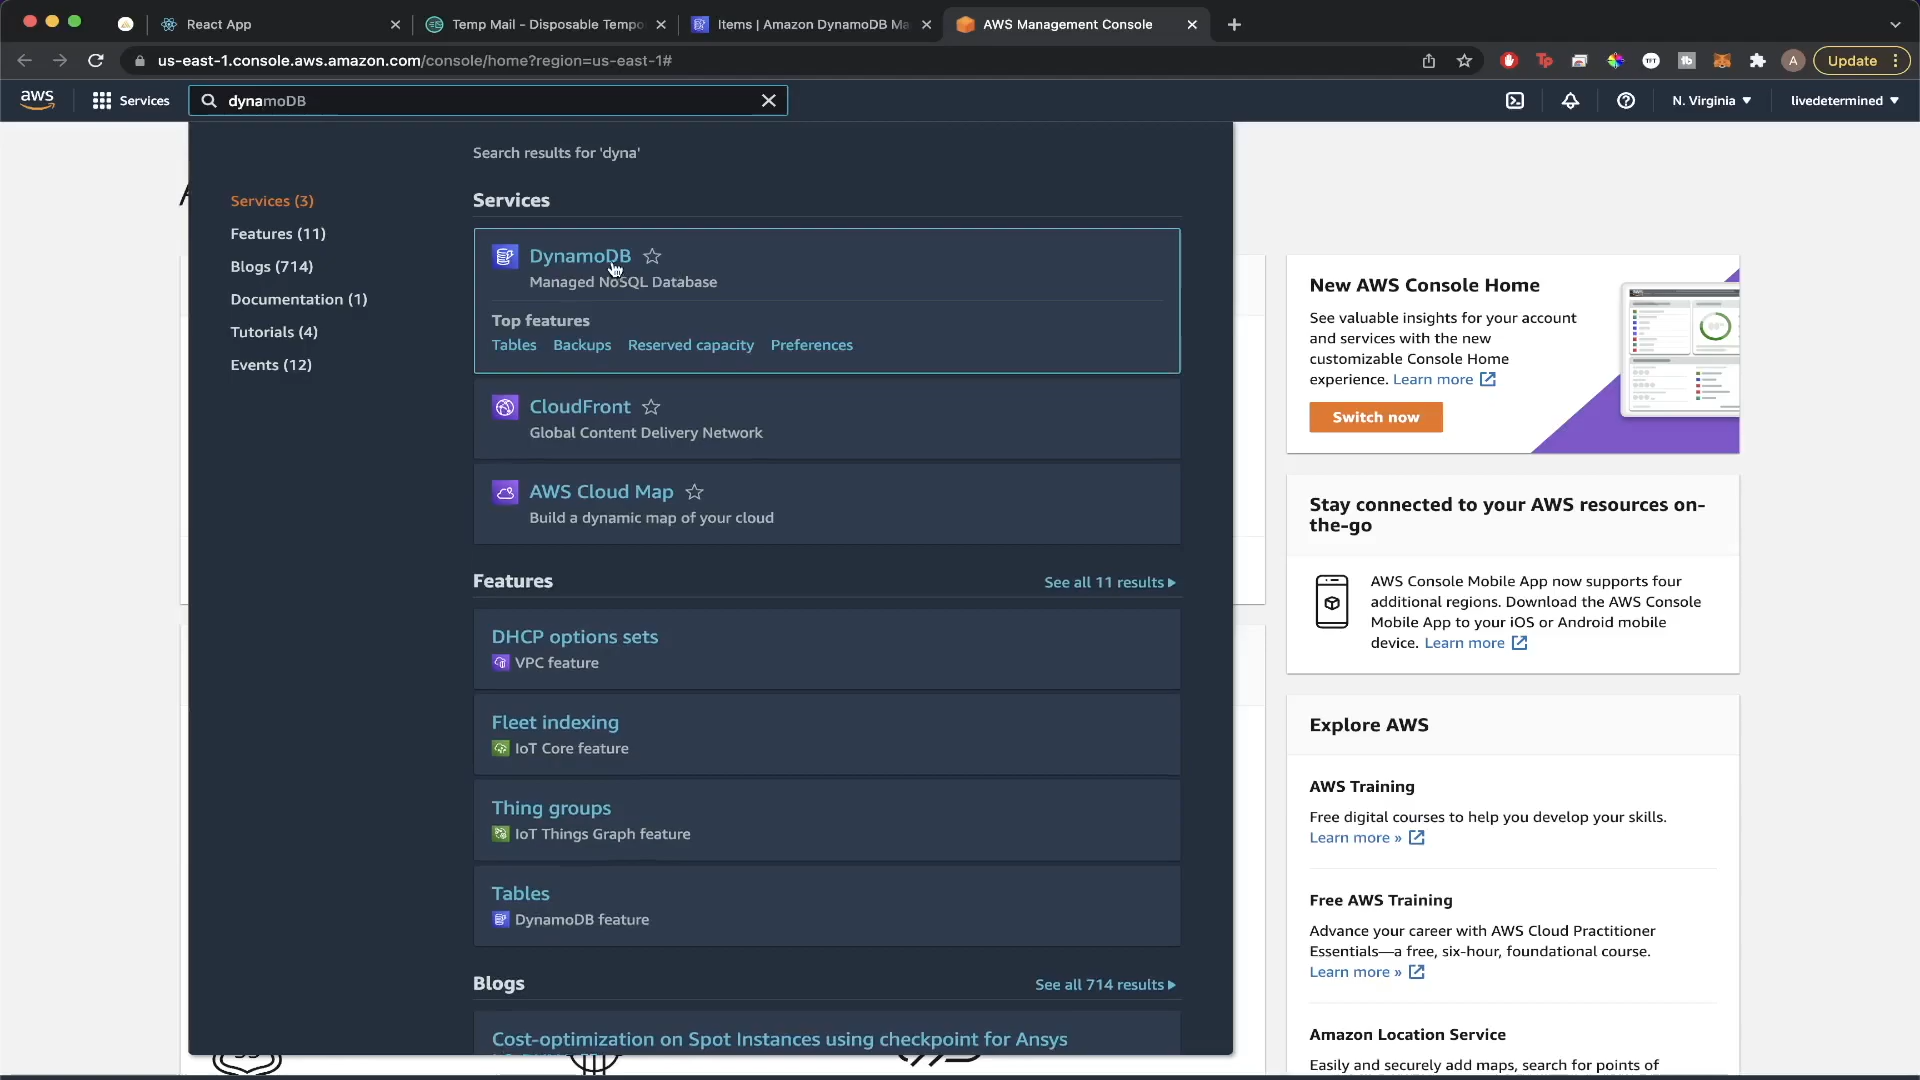 React App
Temp Mail - Disposable Tempo
Items | Amazon DynamoDB Ma
AWS Management Console
us-east-1.console.aws.amazon.com/console/home?region=us-east-1#
Update
aws
Services
dynamoDB
N. Virginia
livedetermined
Search results for 'dyna'
Services (3)
Features (11)
Blogs (714)
Documentation (1)
Tutorials (4)
Events (12)
Services
DynamoDB
Managed NoSQL Database
Top features
Tables Backups Reserved capacity Preferences
CloudFront
Global Content Delivery Network
AWS Cloud Map
Build a dynamic map of your cloud
Features
See all 11 results
DHCP options sets
VPC feature
Fleet indexing
IoT Core feature
Thing groups
IoT Things Graph feature
Tables
DynamoDB feature
Blogs
See all 714 results
Cost-optimization on Spot Instances using checkpoint for Ansys
New AWS Console Home
See valuable insights for your account
and services with the new
customizable Console Home
experience. Learn more
Switch now
Stay connected to your AWS resources on-
the-go
AWS Console Mobile App now supports four
additional regions. Download the AWS Console
Mobile App to your iOS or Android mobile
device. Learn more
Explore AWS
AWS Training
Free digital courses to help you develop your skills.
Learn more »
Free AWS Training
Advance your career with AWS Cloud Practitioner
Essentials—a free, six-hour, foundational course.
Learn more »
Amazon Location Service
Easily and securely add maps, search for points of